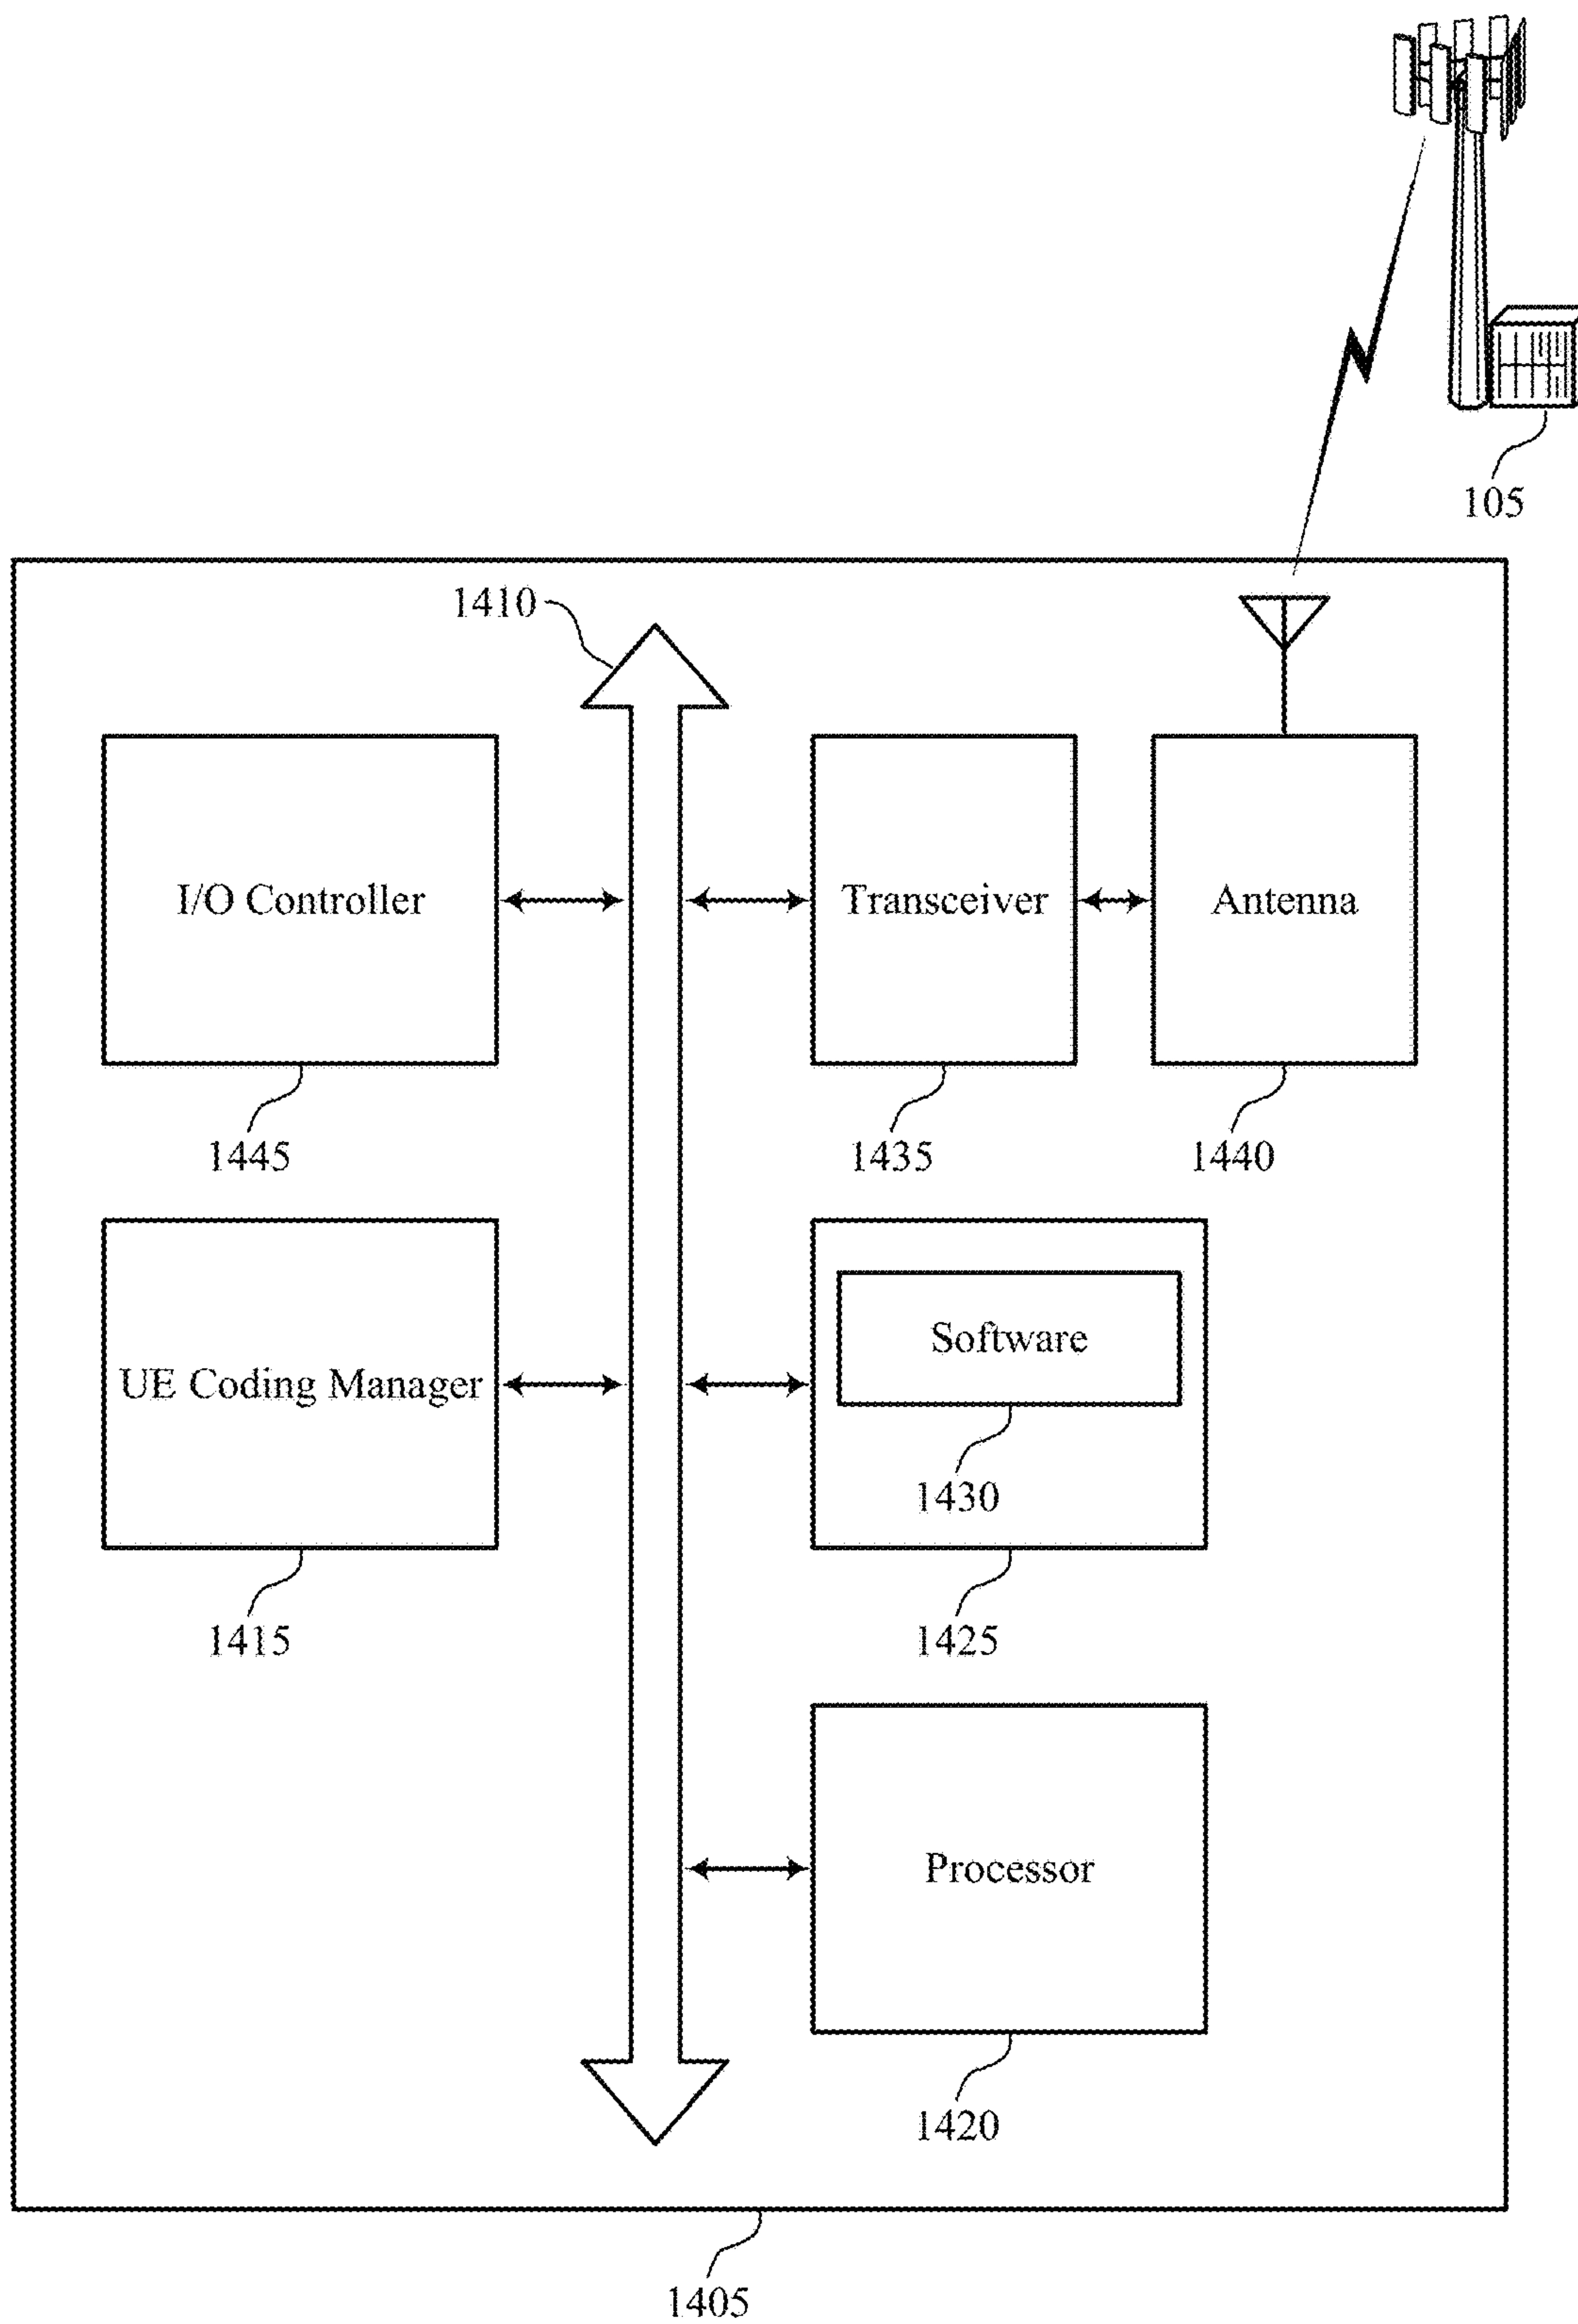 105
1410
I/O Controller
Transceiver
Antenna
1445
1435
1440
UE Coding Manager
Software
1430
1415
1425
Processor
1420
1405